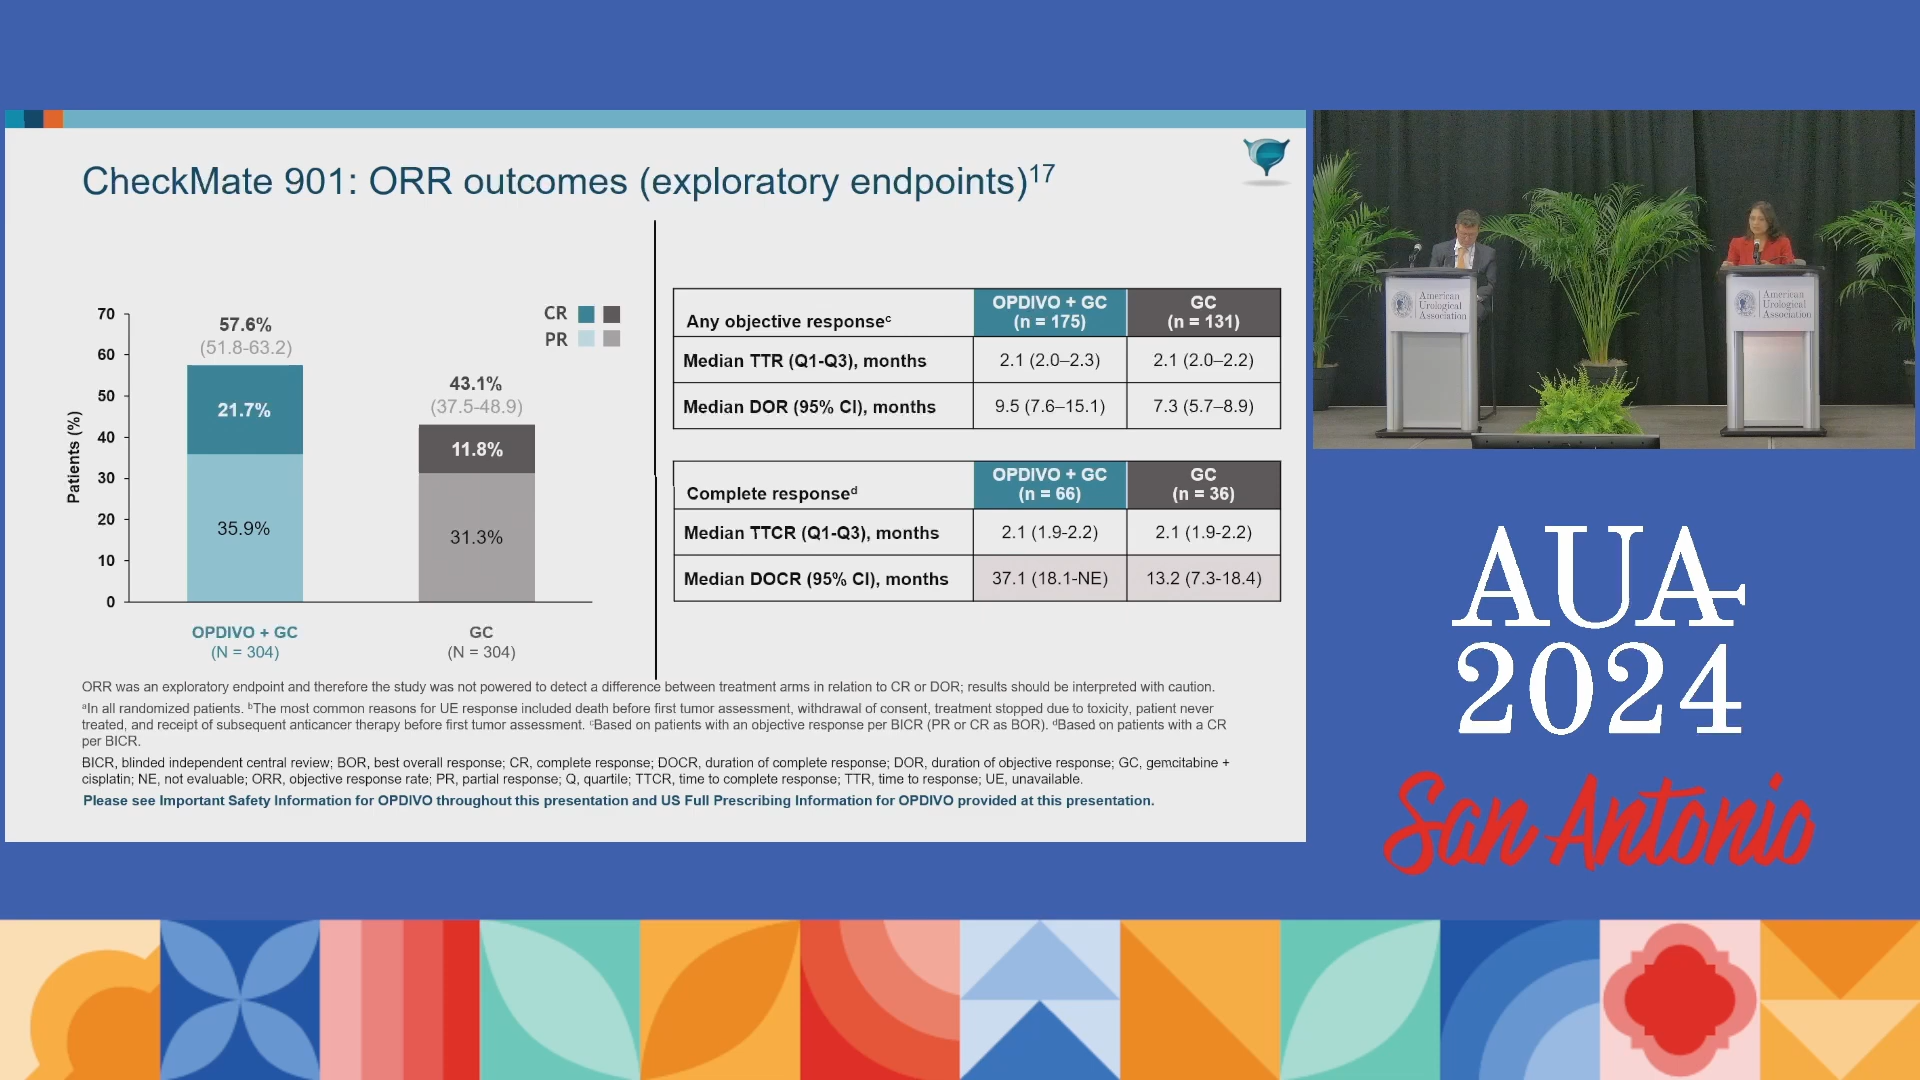 CheckMate 901: ORR outcomes (exploratory endpoints)17
CR
PR
Patients (%)
70
60
50
40
30
20
10
0
57.6%
(51.8-63.2)
21.7%
35.9%
43.1%
(37.5-48.9)
11.8%
31.3%
OPDIVO + GC
(N = 304)
GC
(N = 304)
Any objective responsec
OPDIVO + GC
(n = 175)
GC
(n = 131)
Median TTR (Q1-Q3), months 2.1 (2.0–2.3) 2.1 (2.0–2.2)
Median DOR (95% CI), months 9.5 (7.6–15.1) 7.3 (5.7–8.9)
Complete responsed
OPDIVO + GC
(n = 66)
GC
(n = 36)
Median TTCR (Q1-Q3), months 2.1 (1.9-2.2) 2.1 (1.9-2.2)
Median DOCR (95% CI), months 37.1 (18.1-NE) 13.2 (7.3-18.4)
ORR was an exploratory endpoint and therefore the study was not powered to detect a difference between treatment arms in relation to CR or DOR; results should be interpreted with caution.
aIn all randomized patients. bThe most common reasons for UE response included death before first tumor assessment, withdrawal of consent, treatment stopped due to toxicity, patient never
treated, and receipt of subsequent anticancer therapy before first tumor assessment. cBased on patients with an objective response per BICR (PR or CR as BOR). dBased on patients with a CR
per BICR.
BICR, blinded independent central review; BOR, best overall response; CR, complete response; DOCR, duration of complete response; DOR, duration of objective response; GC, gemcitabine +
cisplatin; NE, not evaluable; ORR, objective response rate; PR, partial response; Q, quartile; TTCR, time to complete response; TTR, time to response; UE, unavailable.
Please see Important Safety Information for OPDIVO throughout this presentation and US Full Prescribing Information for OPDIVO provided at this presentation.
American
Urological
Association
American
Urological
Association
AUA
2024
San Antonio